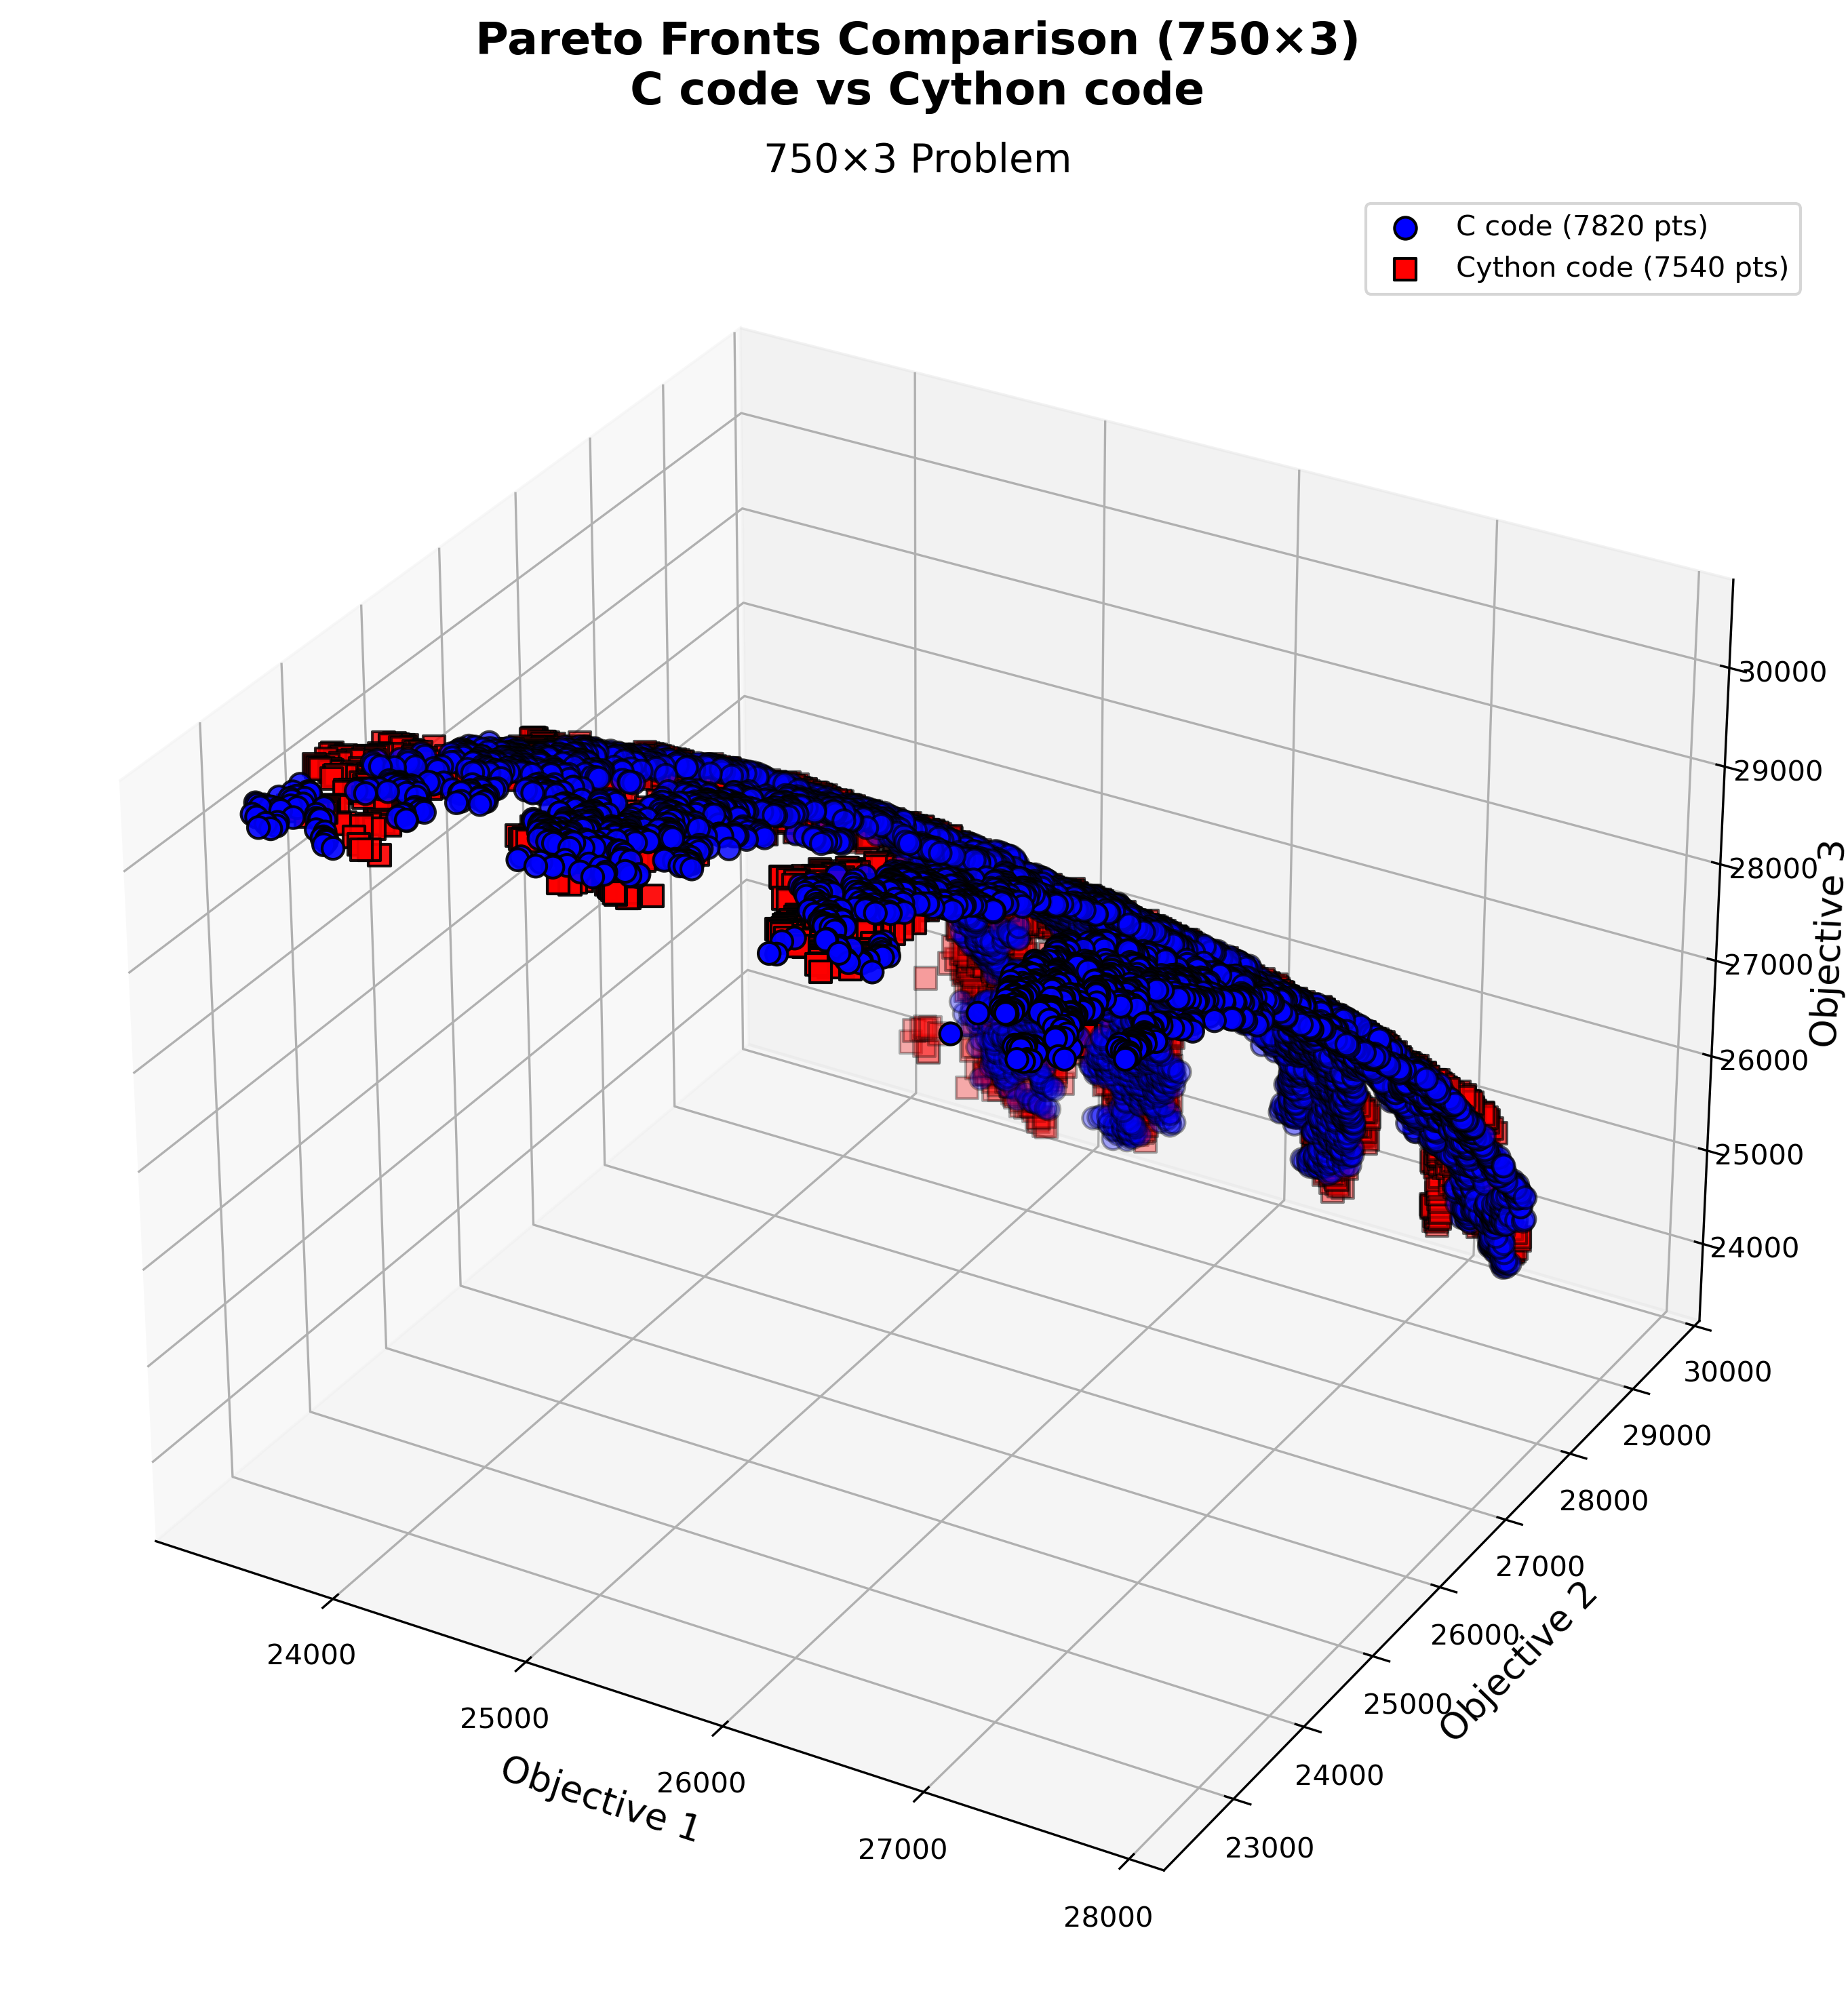 Pareto Fronts Comparison (750×3)
C code vs Cython code
750×3 Problem
C code (7820 pts)
Cython code (7540 pts)
30000
29000
28000
27000
26000
25000
24000
Objective 3
30000
29000
28000
27000
26000
25000
24000
23000
Objective 2
24000
25000
26000
27000
28000
Objective 1